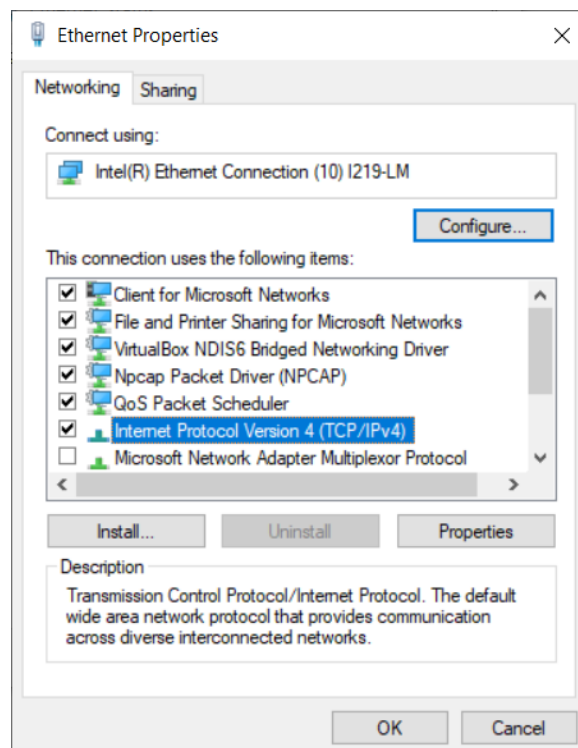 Ethernet Properties
Networking
Sharing
Connect using:
Intel(R) Ethernet Connection (10) I219-LM
Configure...
This connection uses the following items:
Client for Microsoft Networks
File and Printer Sharing for Microsoft Networks
VirtualBox NDIS6 Bridged Networking Driver
Npcap Packet Driver (NPCAP)
QoS Packet Scheduler
Internet Protocol Version 4 (TCP/IPv4)
Microsoft Network Adapter Multiplexor Protocol
Install...
Uninstall
Properties
Description
Transmission Control Protocol/Internet Protocol. The default
wide area network protocol that provides communication
across diverse interconnected networks.
OK
Cancel